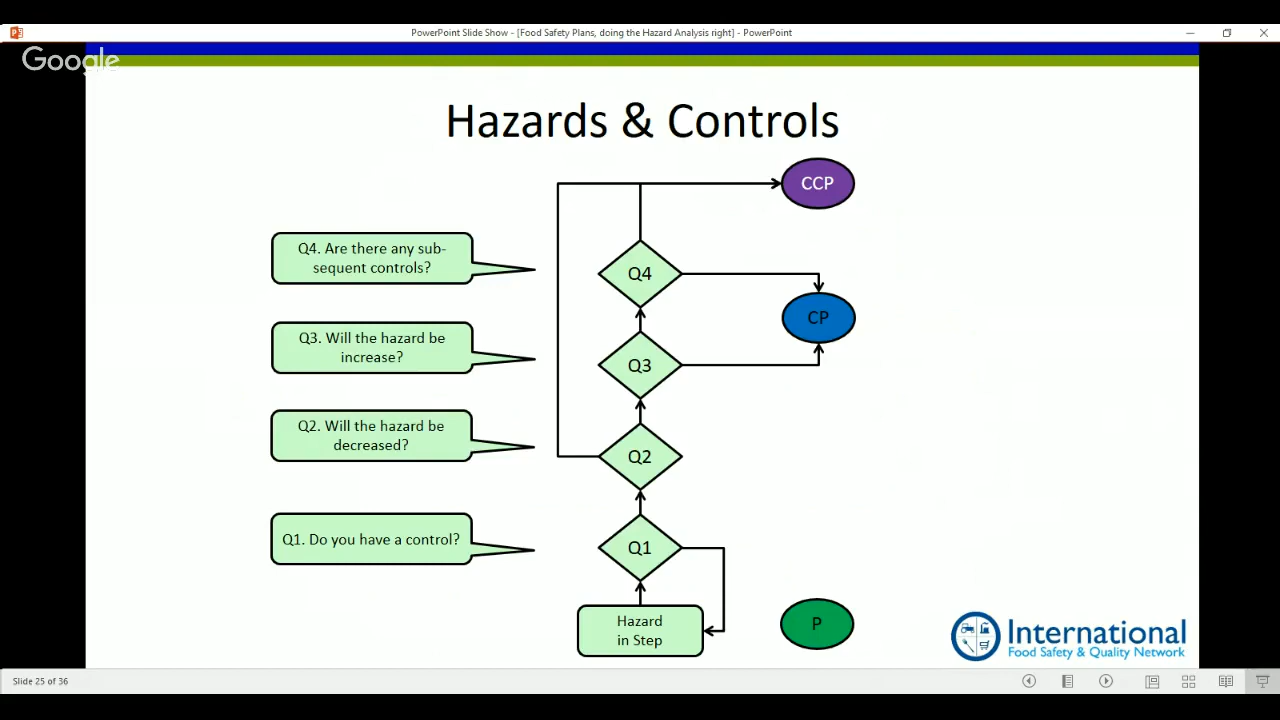 PowerPoint Slide Show - [Food Safety Plans, doing the Hazard Analysis right] - PowerPoint
Google
Hazards & Controls
CCP
Q4. Are there any sub-
sequent controls?
Q4
CP
Q3. Will the hazard be
increase?
Q3
Q2. Will the hazard be
decreased?
Q2
Q1. Do you have a control?
Q1
Hazard
in Step
P
International
Food Safety & Quality Network
Slide 25 of 36